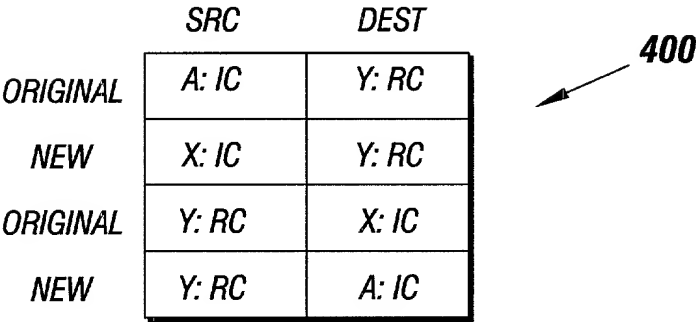 SRC DEST
400
ORIGINAL A: IC Y: RC
NEW X: IC Y: RC
ORIGINAL Y: RC X: IC
NEW Y: RC A: IC